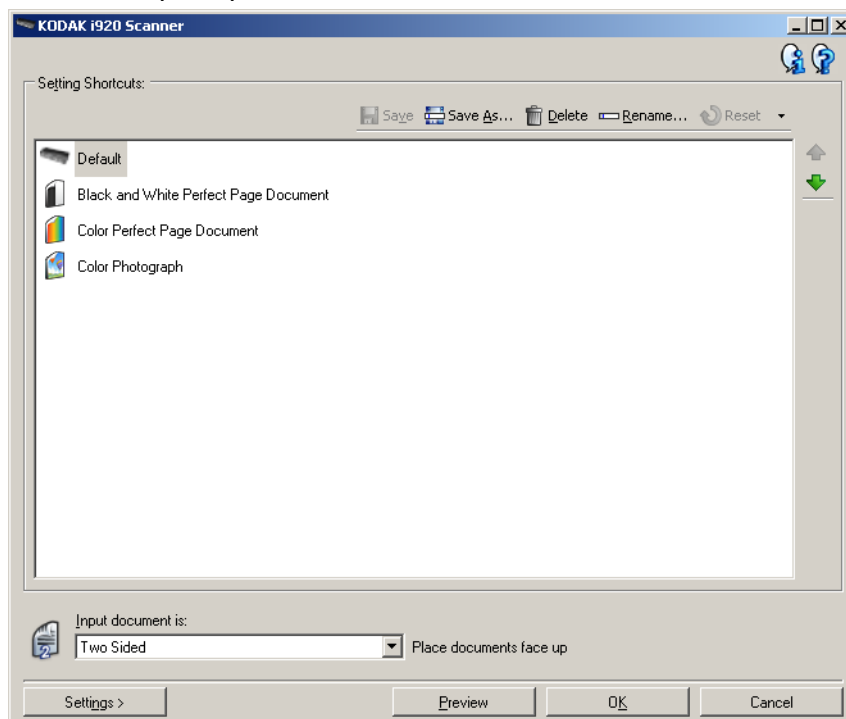 KODAK i920 Scanner
Setting Shortcuts:
Save Save As... Delete Rename... Reset
Default
Black and White Perfect Page Document
Color Perfect Page Document
Color Photograph
Input document is:
Two Sided Place documents face up
Settings > Preview OK Cancel